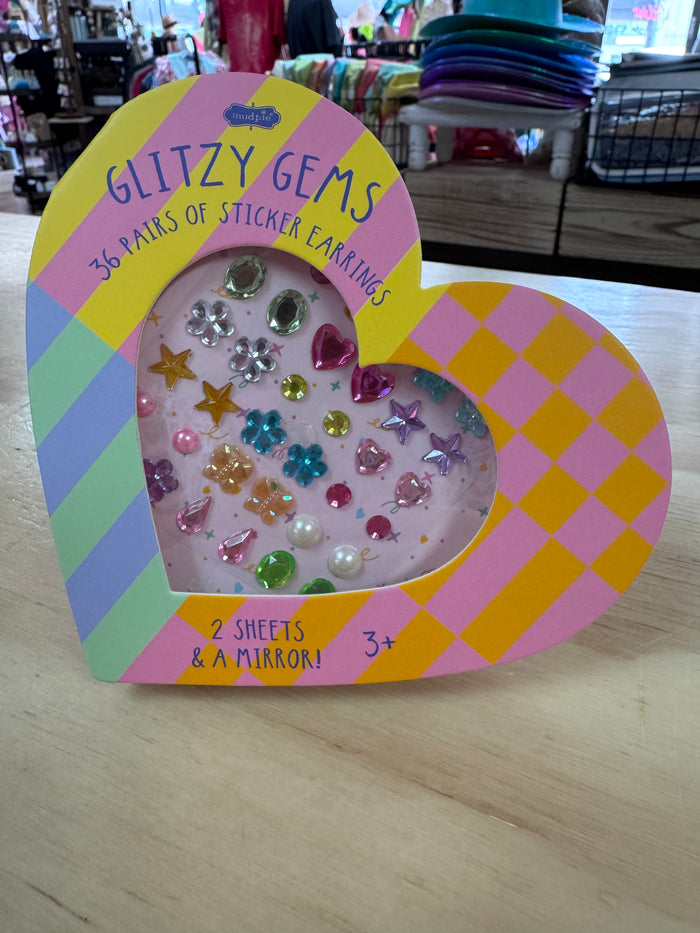 mudpie
GLITZY GEMS
36 PAIRS OF STICKER EARRINGS
2 SHEETS
& A MIRROR!
3+